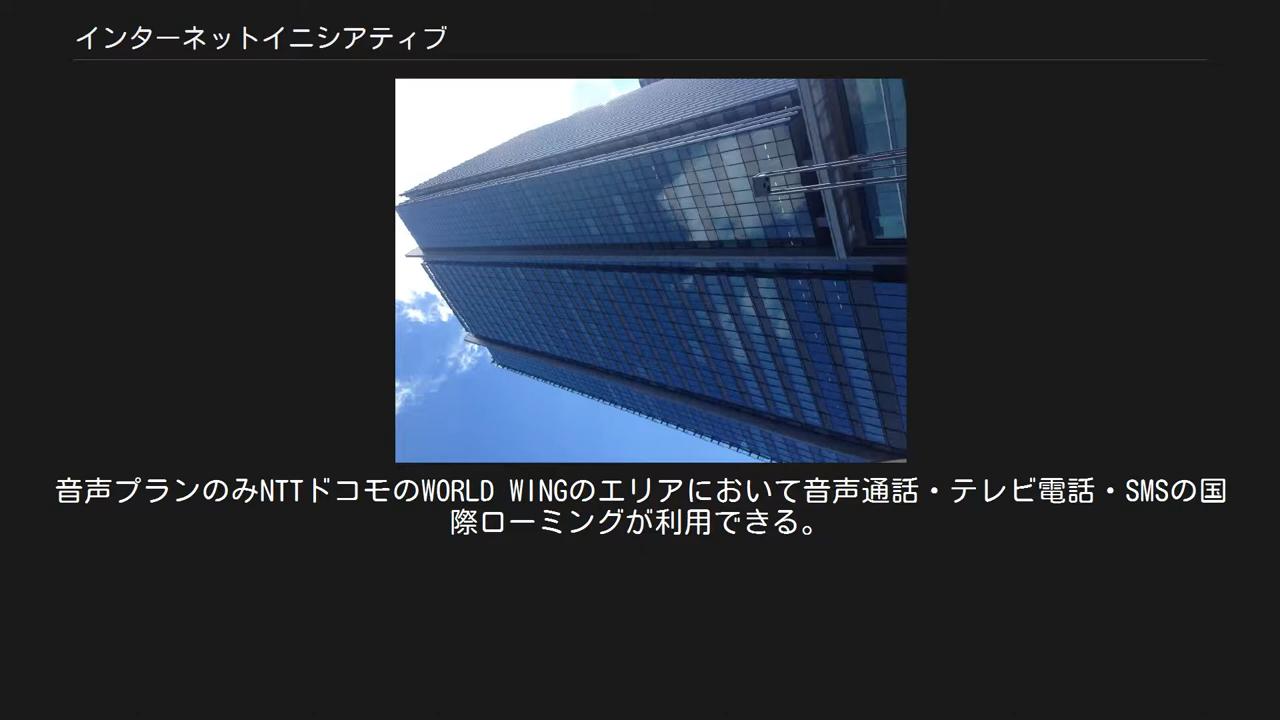 インターネットイニシアティブ
音声プランのみNTTドコモのWORLD WINGのエリアにおいて音声通話・テレビ電話・SMSの国
際ローミングが利用できる。